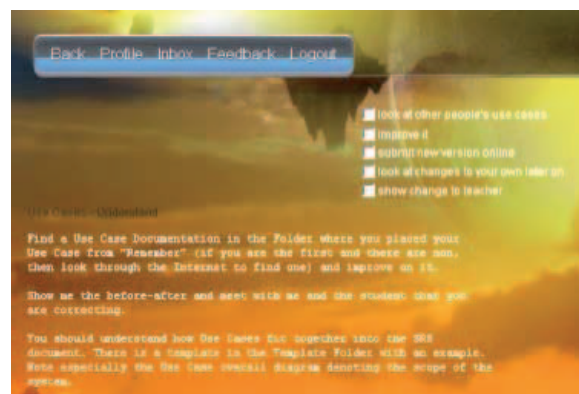 Back Profile Inbox Feedback Logout
look at other people's use cases
improve it
submit new version online
look at changes to your own later on
show change to teacher
Use Cases--Understand
Find a Use Case Documentation in the Folder where you placed your
Use Case from "Remember" (if you are the first and there are non,
then look through the Internet to find one) and improve on it.
Show me the before-after and meet with me and the student that you
are correcting.
You should understand how Use Cases fit together into the SRS
document. There is a template in the Template Folder with an example.
Note especially the Use Case overall diagram denoting the scope of the
system.